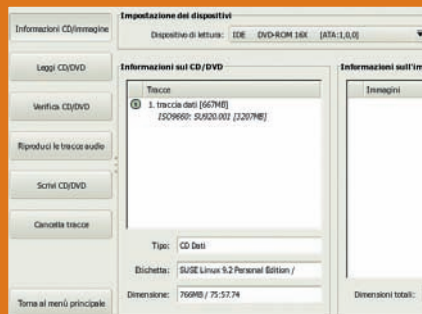 Informazioni CD/immagine
Leggi CD/DVD
Verifica CD/DVD
Riproduci le tracce audio
Scrivi CD/DVD
Cancella tracce
Torna al menù principale
Impostazione dei dispositivi
Dispositivo di lettura: IDE DVD-ROM 16X [ATA:1,0,0]
Informazioni sul CD/DVD
Tracce
1. traccia dati [667MB]
ISO9660: SU920.001 [3207MB]
Tipo: CD Dati
Etichetta: SUSE Linux 9.2 Personal Edition /
Dimensione: 766MB / 75:57.74
Informazioni sull'im
Immagini
Dimensioni totali: